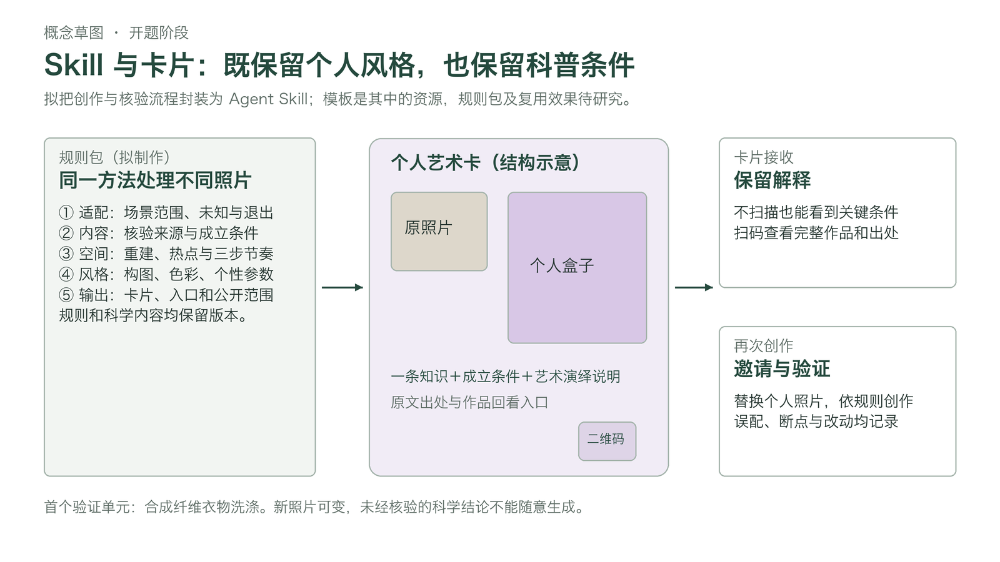 概念草图 · 开题阶段
Skill 与卡片：既保留个人风格，也保留科普条件
拟把创作与核验流程封装为 Agent Skill；模板是其中的资源，规则包及复用效果待研究。
规则包（拟制作）
同一方法处理不同照片
① 适配：场景范围、未知与退出
② 内容：核验来源与成立条件
③ 空间：重建、热点与三步节奏
④ 风格：构图、色彩、个性参数
⑤ 输出：卡片、入口和公开范围
规则和科学内容均保留版本。
个人艺术卡（结构示意）
原照片
个人盒子
一条知识＋成立条件＋艺术演绎说明
原文出处与作品回看入口
二维码
卡片接收
保留解释
不扫描也能看到关键条件
扫码查看完整作品和出处
再次创作
邀请与验证
替换个人照片，依规则创作
误配、断点与改动均记录
首个验证单元：合成纤维衣物洗涤。新照片可变，未经核验的科学结论不能随意生成。